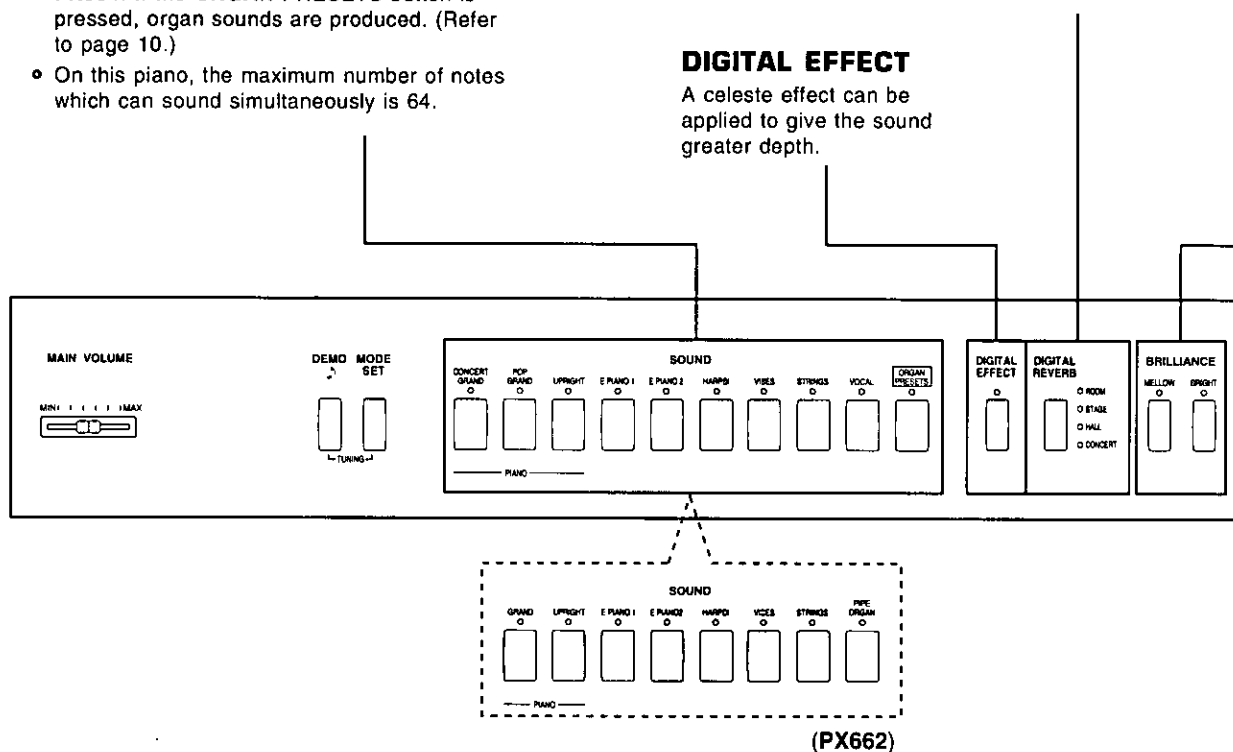 pressed, organ sounds are produced. (Refer
to page 10.)
• On this piano, the maximum number of notes
which can sound simultaneously is 64.
DIGITAL EFFECT
A celeste effect can be
applied to give the sound
greater depth.
MAIN VOLUME
MIN MAX
DEMO MODE SET
TUNING
SOUND
CONCERT GRAND POP GRAND UPRIGHT E PIANO 1 E PIANO 2 HARPSI VIBES STRINGS VOCAL ORGAN PRESETS
PIANO
DIGITAL EFFECT
DIGITAL REVERB
ROOM
STAGE
HALL
CONCERT
BRILLIANCE
MELLOW BRIGHT
SOUND
GRAND UPRIGHT E PIANO 1 E PIANO2 HARPSI VIBES STRINGS PIPE ORGAN
PIANO
(PX662)